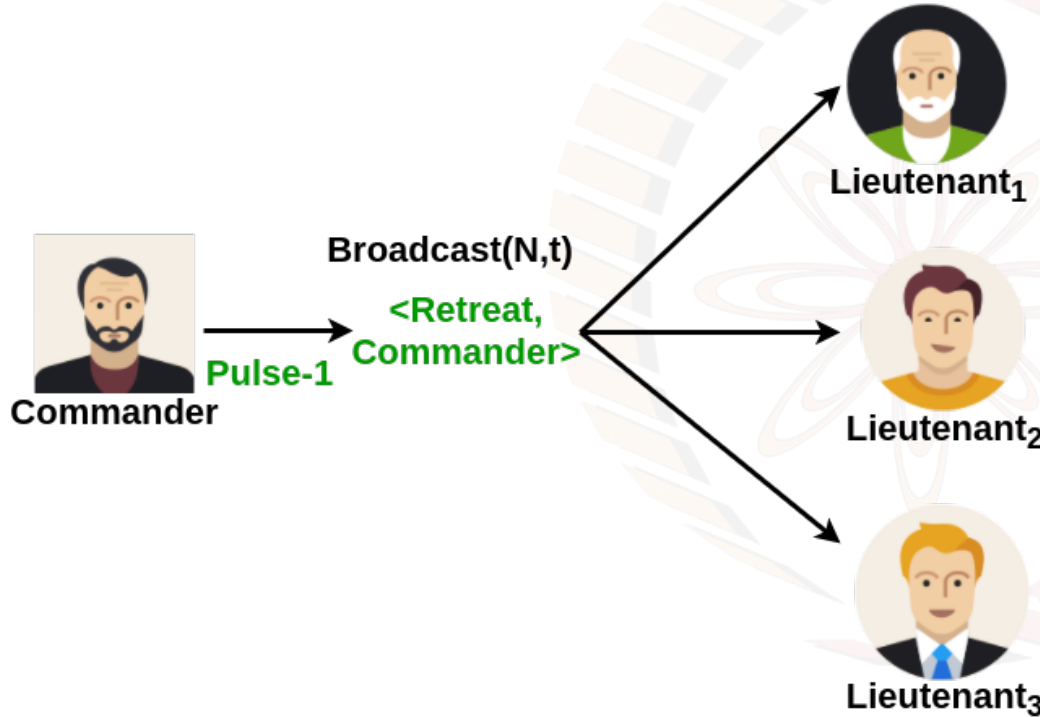 Broadcast(N,t)
<Retreat,
Commander>
Pulse-1
Commander
Lieutenant1
Lieutenant2
Lieutenant3